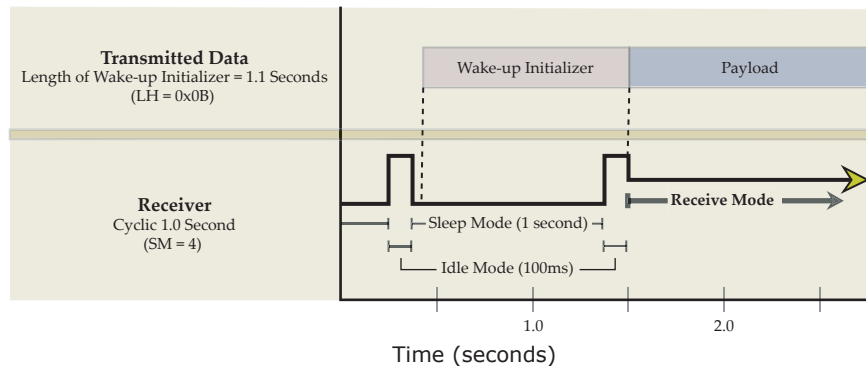 Transmitted Data
Length of Wake-up Initializer = 1.1 Seconds
(LH = 0x0B)
Wake-up Initializer
Payload
Receiver
Cyclic 1.0 Second
(SM = 4)
Receive Mode
Sleep Mode (1 second)
Idle Mode (100ms)
1.0
2.0
Time (seconds)